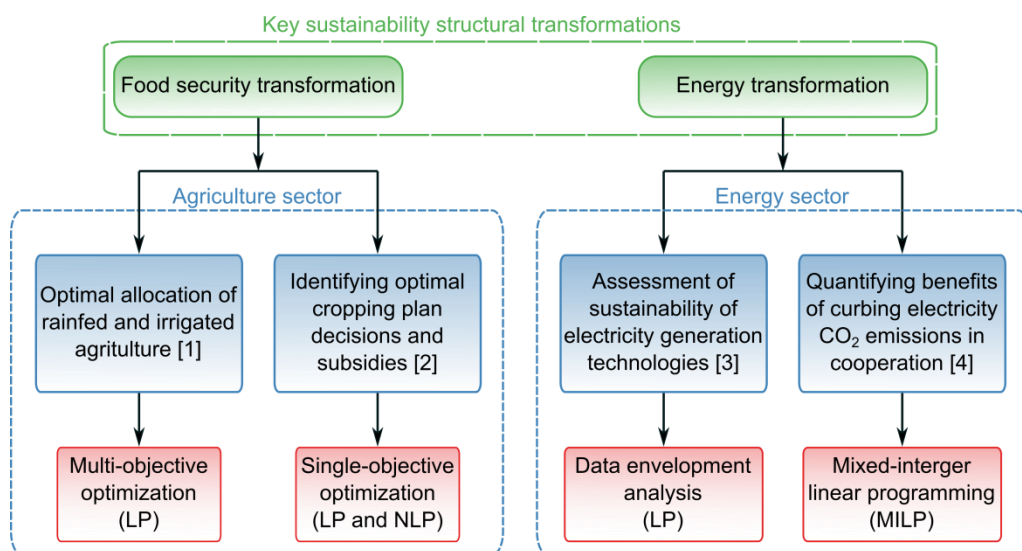 Key sustainability structural transformations
Food security transformation
Energy transformation
Agriculture sector
Energy sector
Optimal allocation of
rainfed and irrigated
agritulture [1]
Identifying optimal
cropping plan
decisions and
subsidies [2]
Assessment of
sustainability of
electricity generation
technologies [3]
Quantifying benefits
of curbing electricity
CO₂ emissions in
cooperation [4]
Multi-objective
optimization
(LP)
Single-objective
optimization
(LP and NLP)
Data envelopment
analysis
(LP)
Mixed-interger
linear programming
(MILP)